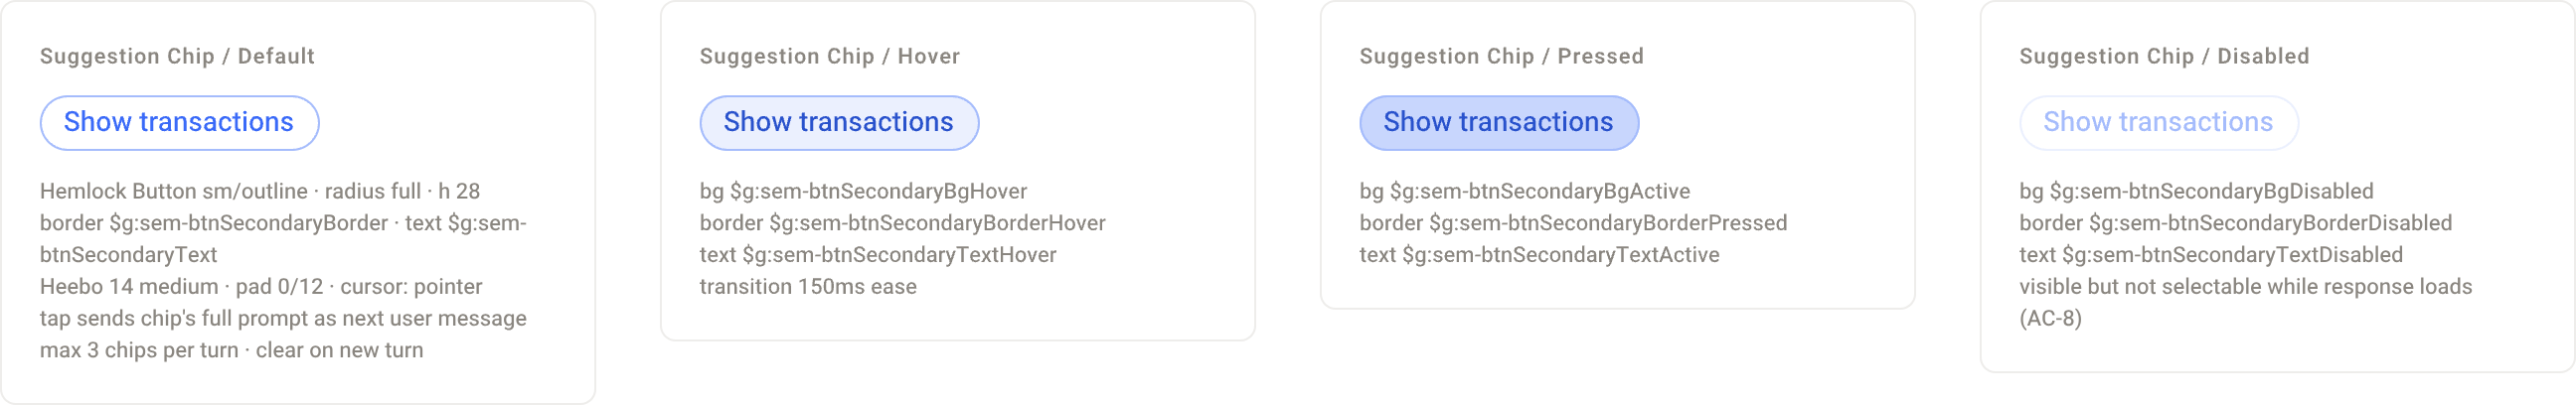 Suggestion Chip / Default
Show transactions
Hemlock Button sm/outline · radius full · h 28
border $g:sem-btnSecondaryBorder · text $g:sem-
btnSecondaryText
Heebo 14 medium · pad 0/12 · cursor: pointer
tap sends chip's full prompt as next user message
max 3 chips per turn · clear on new turn
Suggestion Chip / Hover
Show transactions
bg $g:sem-btnSecondaryBgHover
border $g:sem-btnSecondaryBorderHover
text $g:sem-btnSecondaryTextHover
transition 150ms ease
Suggestion Chip / Pressed
Show transactions
bg $g:sem-btnSecondaryBgActive
border $g:sem-btnSecondaryBorderPressed
text $g:sem-btnSecondaryTextActive
Suggestion Chip / Disabled
Show transactions
bg $g:sem-btnSecondaryBgDisabled
border $g:sem-btnSecondaryBorderDisabled
text $g:sem-btnSecondaryTextDisabled
visible but not selectable while response loads
(AC-8)